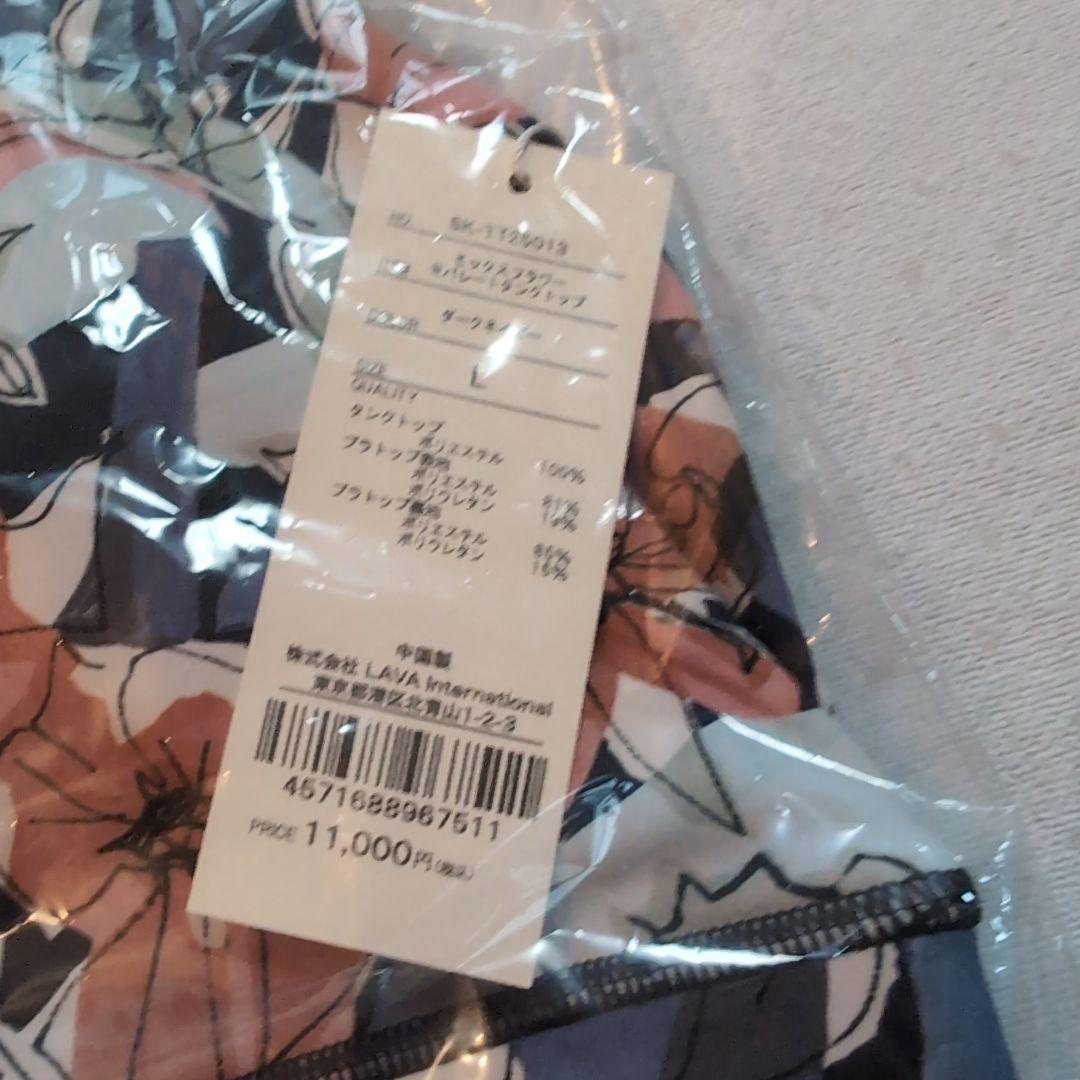 NO. SK-1T25013
ミックスフラワー
セパレートタンクトップ
COLOR ダークネイビー
SIZE L
QUALITY
タンクトップ
ポリエステル 100%
ブラトップ表地
ポリエステル 81%
ポリウレタン 19%
ブラトップ裏地
ポリエステル
ポリウレタン
中国製
株式会社 LAVA International
東京都港区北青山1-2-3
4571688967511
PRICE 11,000円(税込)